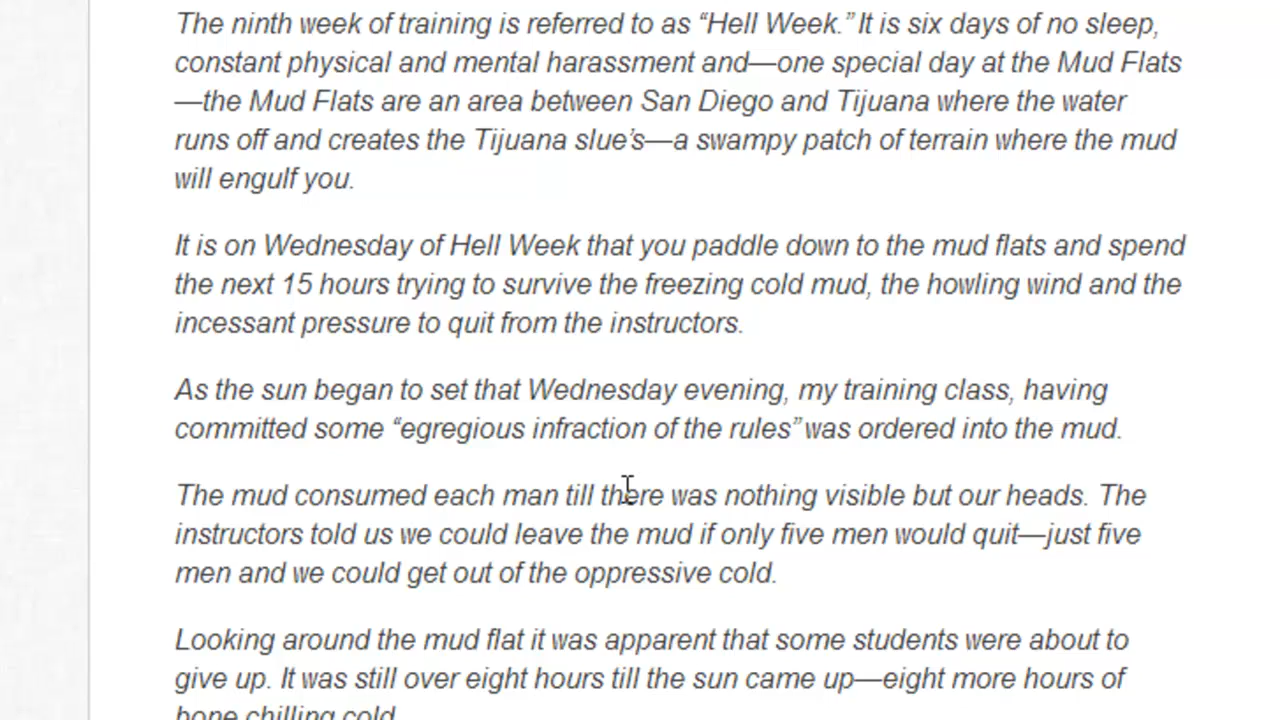 The ninth week of training is referred to as “Hell Week.” It is six days of no sleep,
constant physical and mental harassment and—one special day at the Mud Flats
—the Mud Flats are an area between San Diego and Tijuana where the water
runs off and creates the Tijuana slue’s—a swampy patch of terrain where the mud
will engulf you.
It is on Wednesday of Hell Week that you paddle down to the mud flats and spend
the next 15 hours trying to survive the freezing cold mud, the howling wind and the
incessant pressure to quit from the instructors.
As the sun began to set that Wednesday evening, my training class, having
committed some “egregious infraction of the rules” was ordered into the mud.
The mud consumed each man till there was nothing visible but our heads. The
instructors told us we could leave the mud if only five men would quit—just five
men and we could get out of the oppressive cold.
Looking around the mud flat it was apparent that some students were about to
give up. It was still over eight hours till the sun came up—eight more hours of
bone chilling cold.